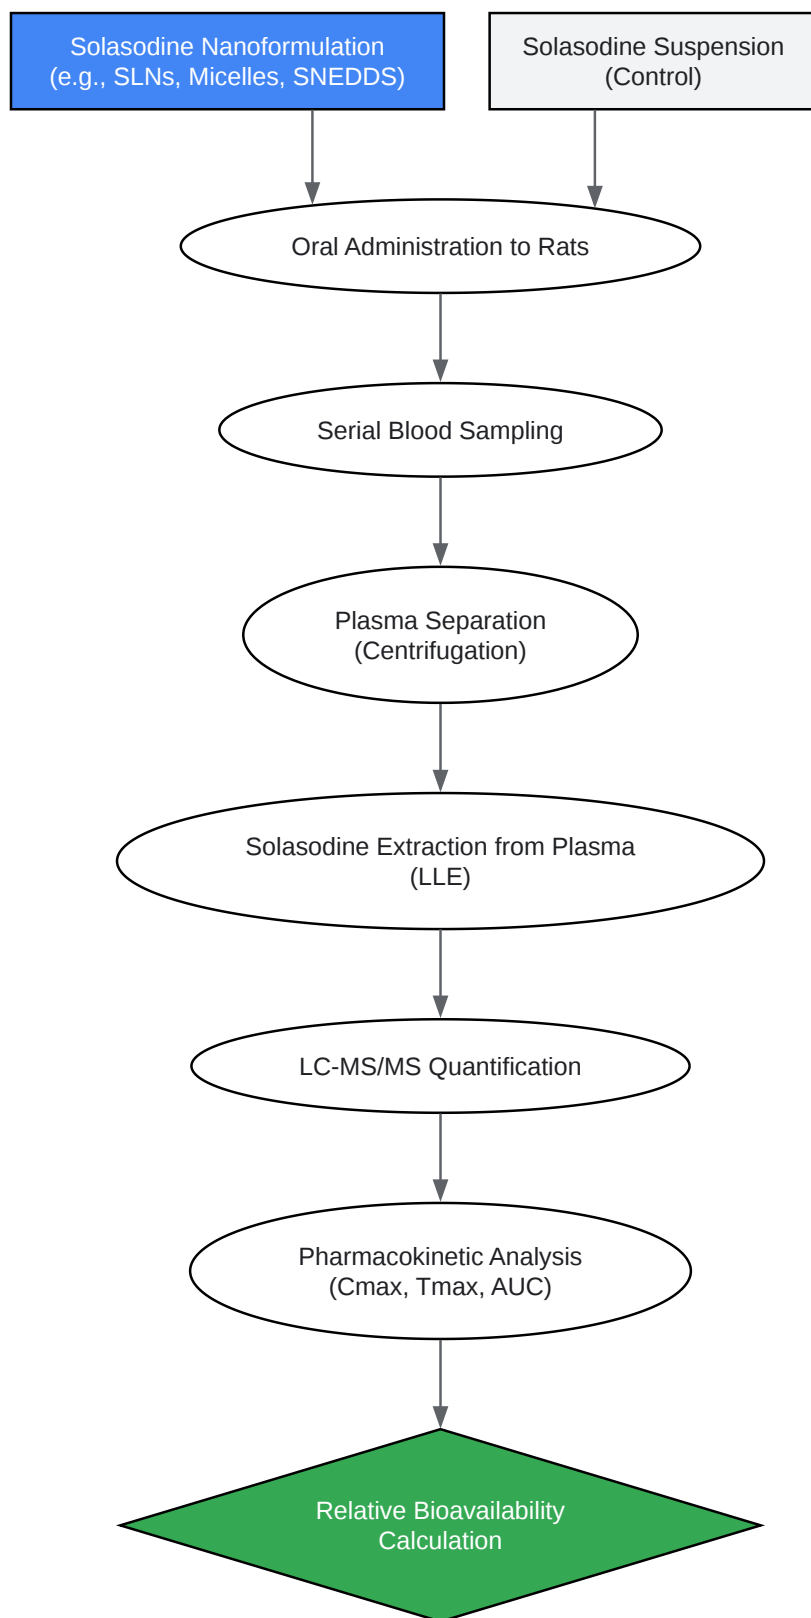 Solasodine Nanoformulation
(e.g., SLNs, Micelles, SNEDDS)
Solasodine Suspension
(Control)
Oral Administration to Rats
Serial Blood Sampling
Plasma Separation
(Centrifugation)
Solasodine Extraction from Plasma
(LLE)
LC-MS/MS Quantification
Pharmacokinetic Analysis
(Cmax, Tmax, AUC)
Relative Bioavailability
Calculation